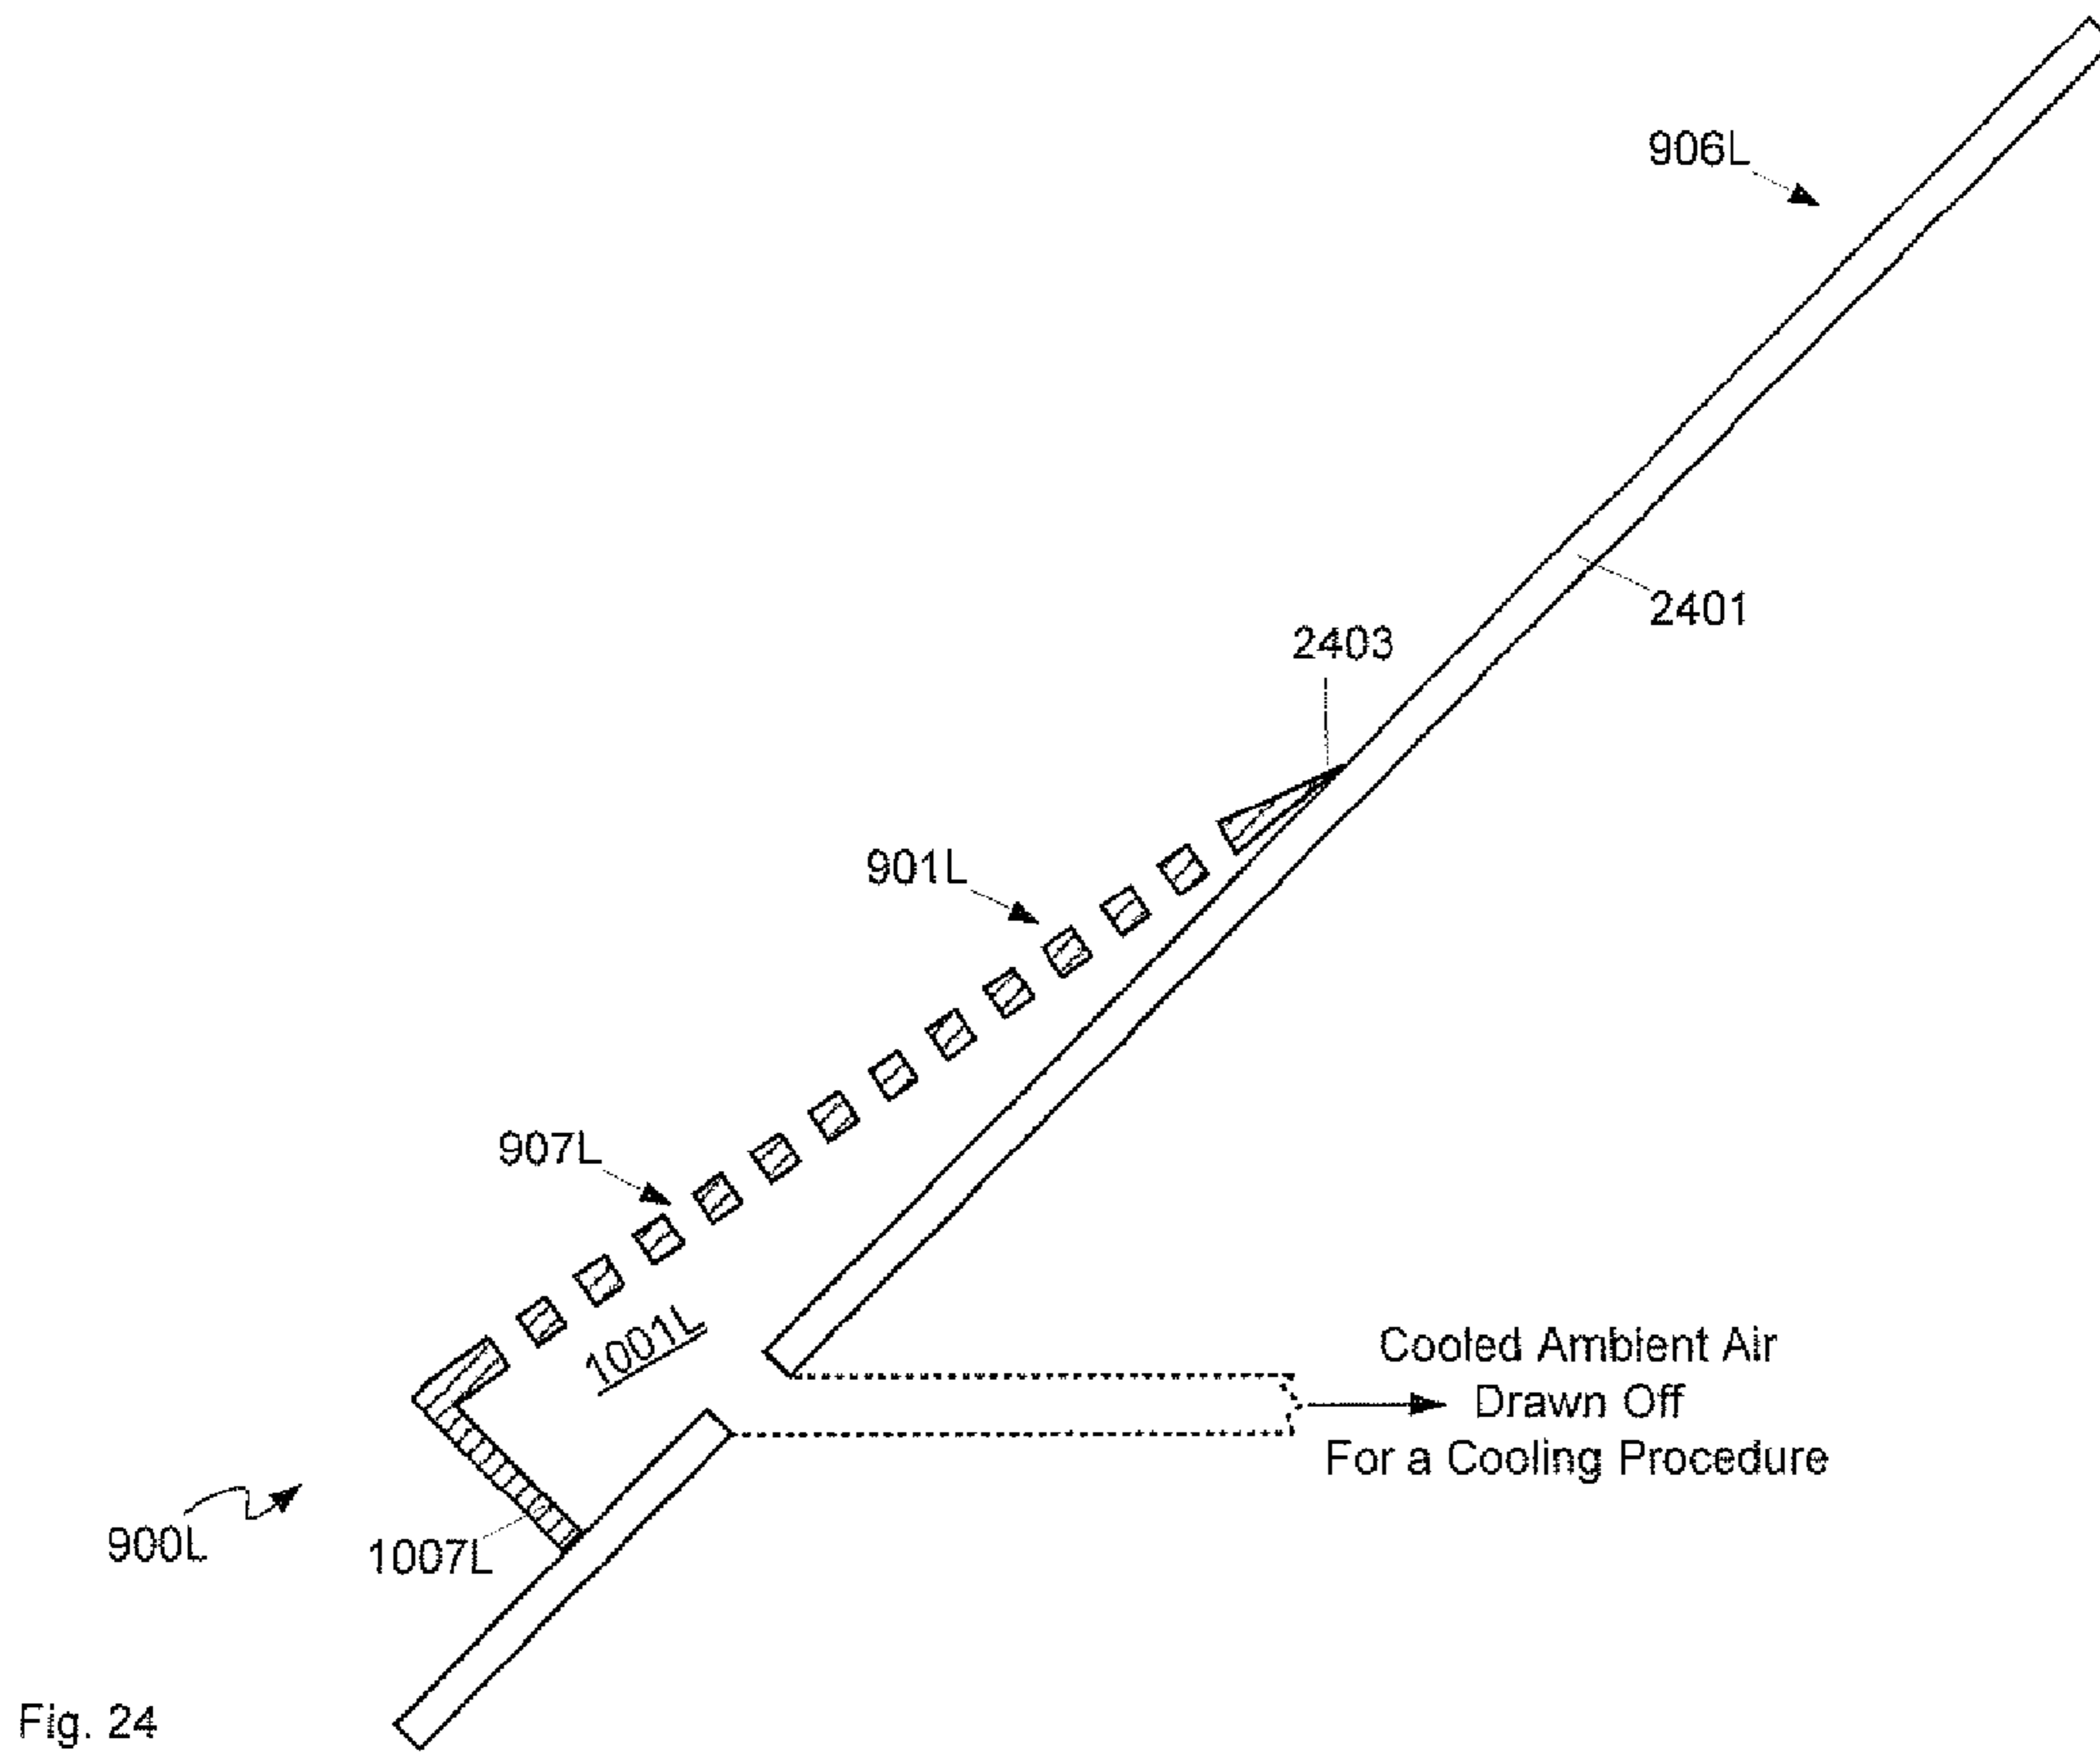 906L
2401
2403
901L
907L
1001L
Cooled Ambient Air
Drawn Off
For a Cooling Procedure
900L
1007L
Fig. 24